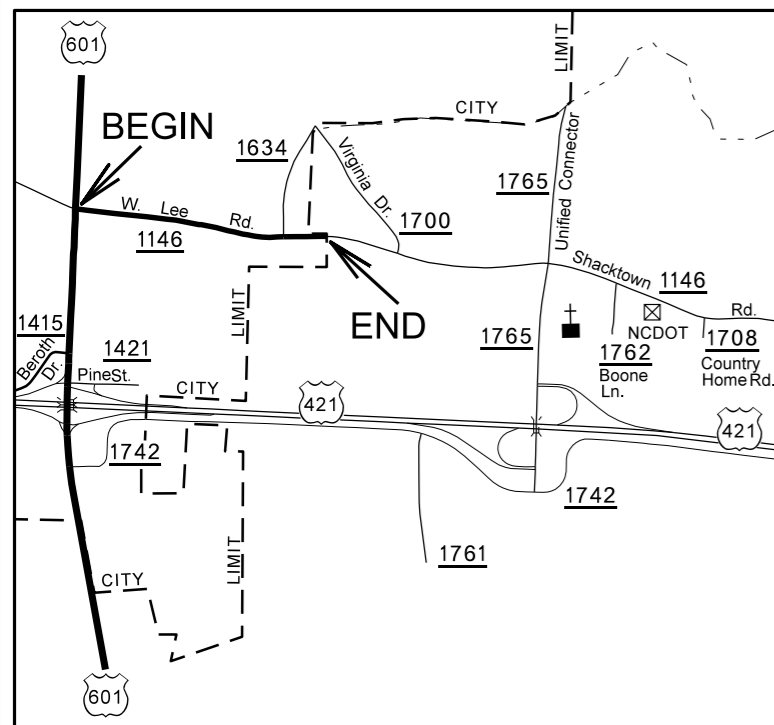 601
LIMIT
BEGIN
CITY
1634
Virginia Dr.
1765
Unified Connector
W. Lee Rd.
1700
1146
Shacktown Rd.
1146
END
LIMIT
1415
Beroth Dr.
1421
Pine St.
1765
NCDOT
1762
Boone
Ln.
1708
Country
Home Rd.
CITY
421
421
1742
1742
LIMIT
1761
CITY
601